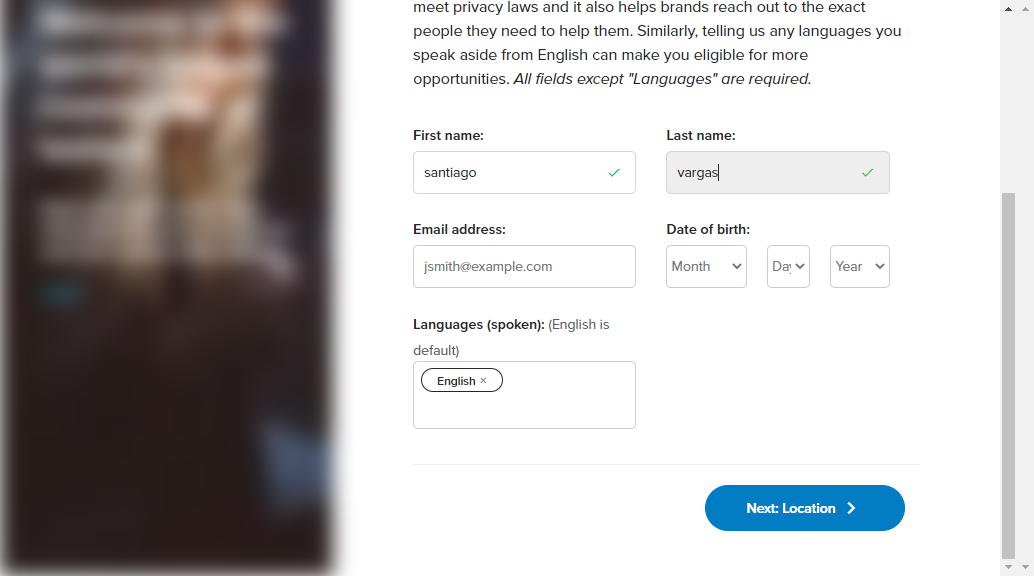 meet privacy laws and it also helps brands reach out to the exact
people they need to help them. Similarly, telling us any languages you
speak aside from English can make you eligible for more
opportunities. All fields except "Languages" are required.
First name: Last name:
santiago vargas
Email address: Date of birth:
jsmith@example.com Month Day Year
Languages (spoken): (English is
default)
English ×
Next: Location